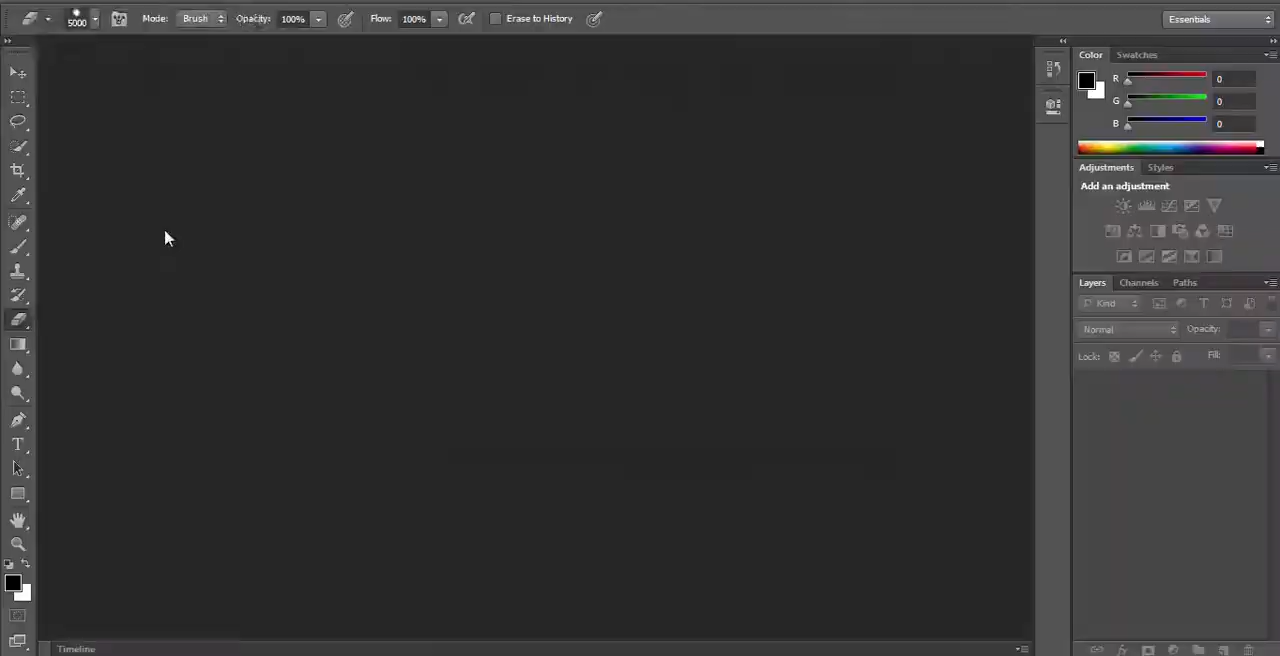 5000 Mode: Brush Opacity: 100% Flow: 100% Erase to History Essentials
Color Swatches
R 0
G 0
B 0
Adjustments Styles
Add an adjustment
Layers Channels Paths
Kind T
Normal Opacity:
Lock: Fill:
T
Timeline